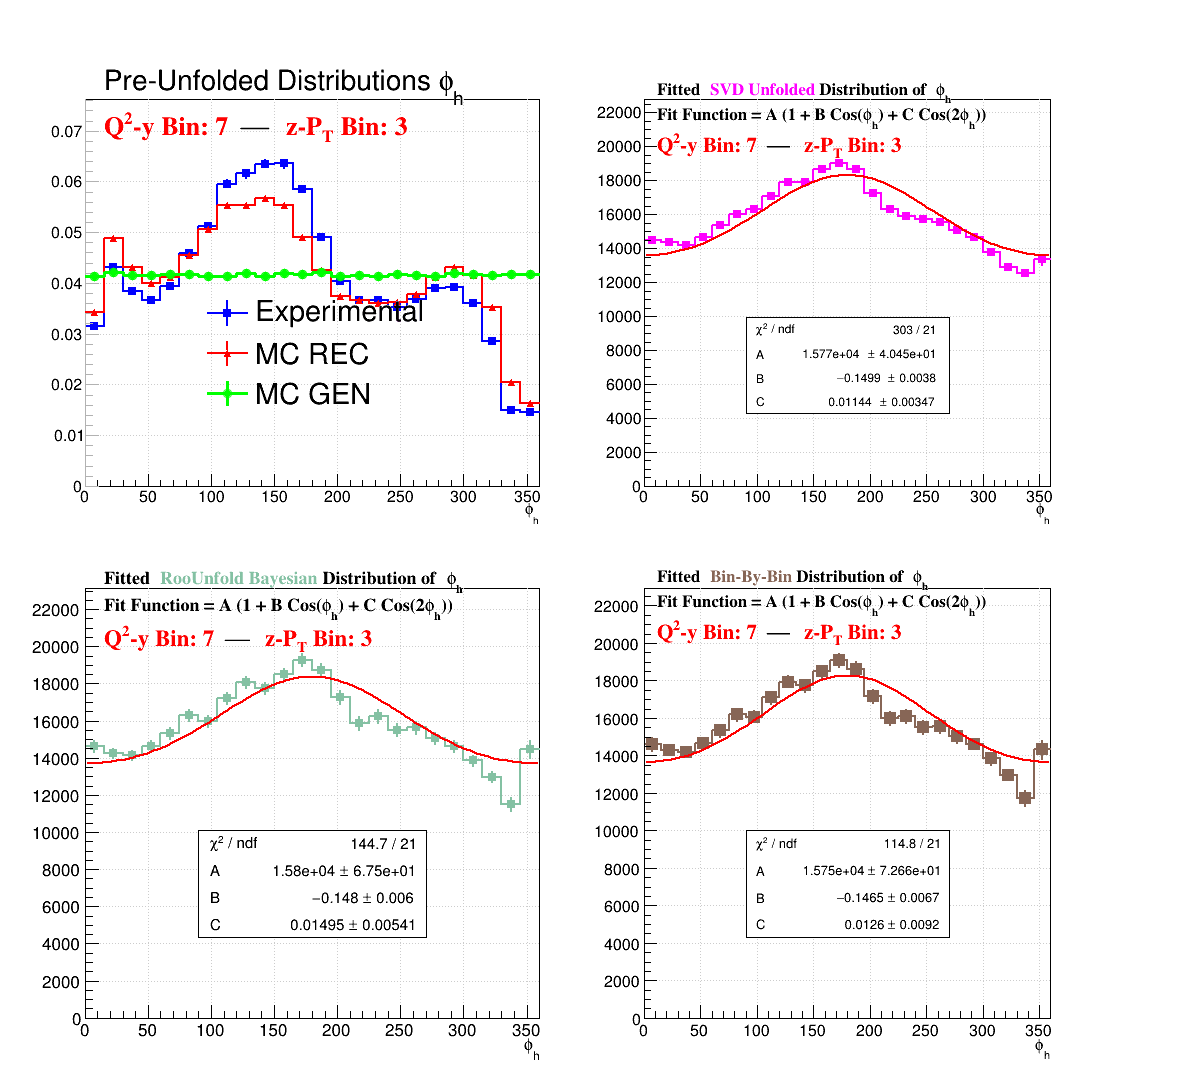 Pre-Unfolded Distributions ϕh
Q²-y Bin: 7 — z-PT Bin: 3
0.07
0.06
0.05
0.04
0.03
0.02
0.01
0
Experimental
MC REC
MC GEN
0 50 100 150 200 250 300 350
ϕh
Fitted SVD Unfolded Distribution of ϕh
Fit Function = A (1 + B Cos(ϕh) + C Cos(2ϕh))
Q²-y Bin: 7 — z-PT Bin: 3
22000
20000
18000
16000
14000
12000
10000
8000
6000
4000
2000
0
χ² / ndf 303 / 21
A 1.577e+04 ± 4.045e+01
B −0.1499 ± 0.0038
C 0.01144 ± 0.00347
0 50 100 150 200 250 300 350
ϕh
Fitted RooUnfold Bayesian Distribution of ϕh
Fit Function = A (1 + B Cos(ϕh) + C Cos(2ϕh))
Q²-y Bin: 7 — z-PT Bin: 3
22000
20000
18000
16000
14000
12000
10000
8000
6000
4000
2000
0
χ² / ndf 144.7 / 21
A 1.58e+04 ± 6.75e+01
B −0.148 ± 0.006
C 0.01495 ± 0.00541
0 50 100 150 200 250 300 350
ϕh
Fitted Bin-By-Bin Distribution of ϕh
Fit Function = A (1 + B Cos(ϕh) + C Cos(2ϕh))
Q²-y Bin: 7 — z-PT Bin: 3
22000
20000
18000
16000
14000
12000
10000
8000
6000
4000
2000
0
χ² / ndf 114.8 / 21
A 1.575e+04 ± 7.266e+01
B −0.1465 ± 0.0067
C 0.0126 ± 0.0092
0 50 100 150 200 250 300 350
ϕh